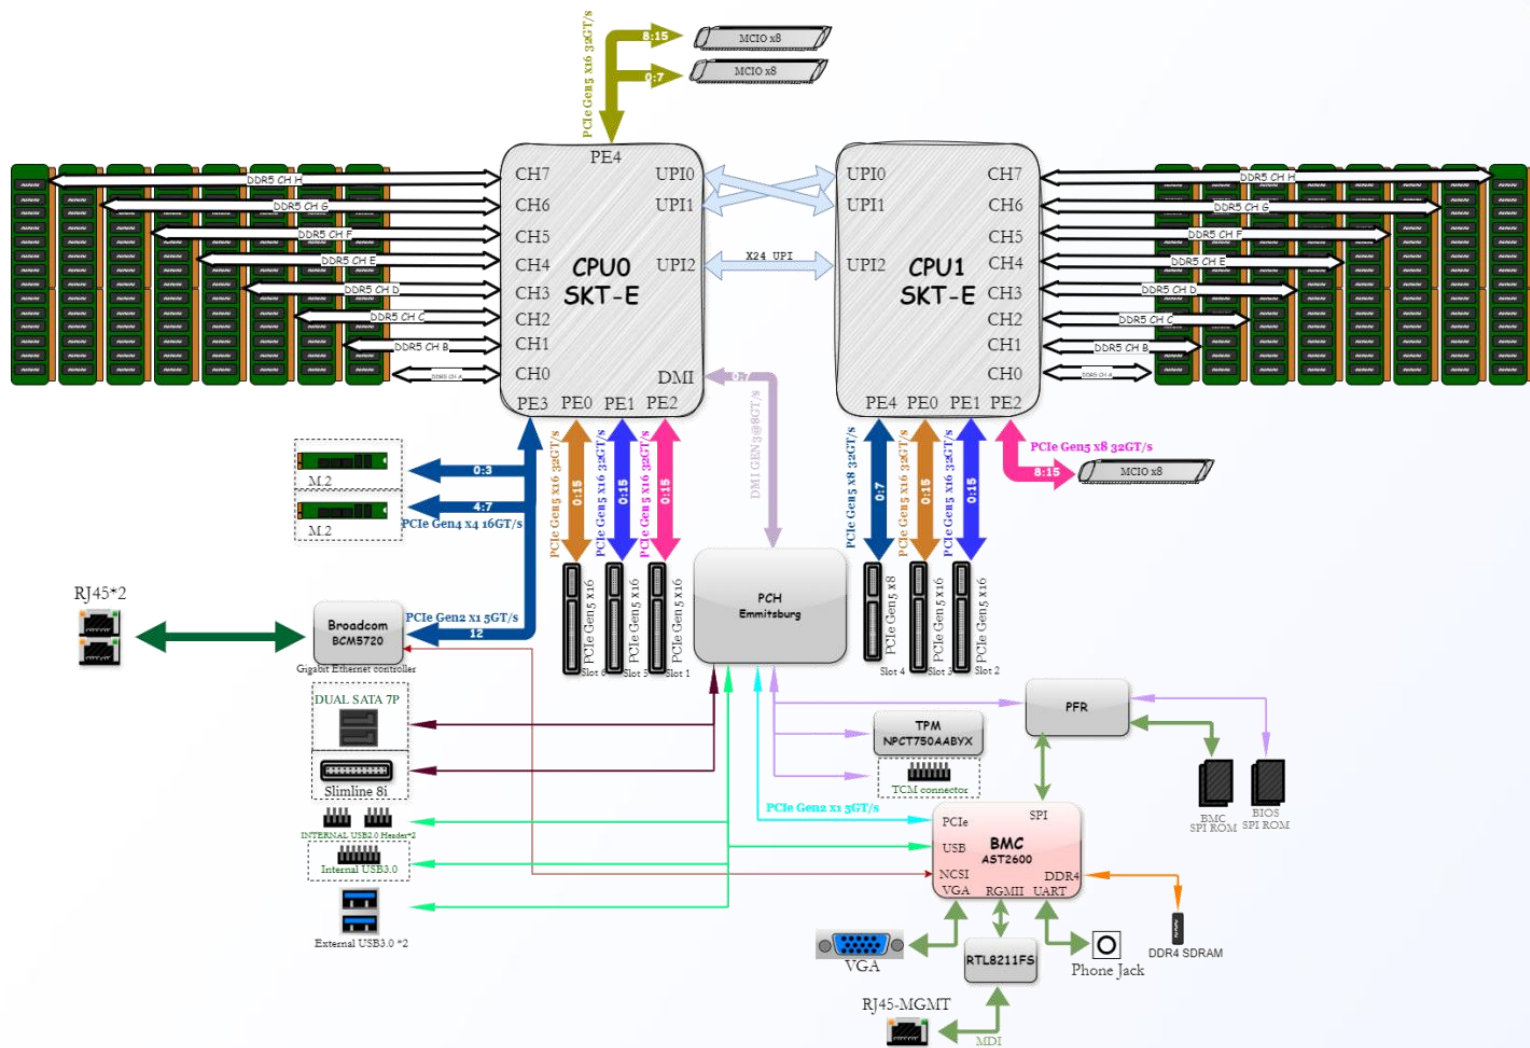 PCIe Gen5 x16 32GT/s
8:15
MCIO x8
0:7
MCIO x8
PE4
CH7
CH6
CH5
CH4
CH3
CH2
CH1
CH0
UPI0
UPI1
UPI2
DMI
CPU0
SKT-E
PE3
PE0
PE1
PE2
DDR5 CH H
DDR5 CH G
DDR5 CH F
DDR5 CH E
DDR5 CH D
DDR5 CH C
DDR5 CH B
DDR5 CH A
X24 UPI
UPI0
UPI1
UPI2
CPU1
SKT-E
CH7
CH6
CH5
CH4
CH3
CH2
CH1
CH0
PE4
PE0
PE1
PE2
DDR5 CH H
DDR5 CH G
DDR5 CH F
DDR5 CH E
DDR5 CH D
DDR5 CH C
DDR5 CH B
DDR5 CH A
0:7
DMI GEN3@8GT/s
M.2
0:3
M.2
4:7
PCIe Gen4 x4 16GT/s
PCIe Gen5 x16 32GT/s
0:15
PCIe Gen5 x16 32GT/s
0:15
PCIe Gen5 x16 32GT/s
0:15
PCIe Gen5 x8 32GT/s
0:7
PCIe Gen5 x16 32GT/s
0:15
PCIe Gen5 x16 32GT/s
0:15
PCIe Gen5 x8 32GT/s
8:15
MCIO x8
PCIe Gen5 x16
Slot 6
PCIe Gen5 x16
Slot 5
PCIe Gen5 x16
Slot 1
PCH
Emmitsburg
PCIe Gen5 x8
Slot 4
PCIe Gen5 x16
Slot 3
PCIe Gen5 x16
Slot 2
RJ45*2
Broadcom
BCM5720
Gigabit Ethernet controller
PCIe Gen2 x1 5GT/s
12
DUAL SATA 7P
Slimline 8i
INTERNAL USB2.0 Header*2
Internal USB3.0
External USB3.0 *2
PFR
TPM
NPCT750AABYX
TCM connector
BMC
SPI ROM
BIOS
SPI ROM
PCIe Gen2 x1 5GT/s
PCIe
SPI
USB
BMC
AST2600
NCSI
DDR4
VGA
RGMII
UART
VGA
RTL8211FS
Phone Jack
DDR4 SDRAM
RJ45-MGMT
MDI